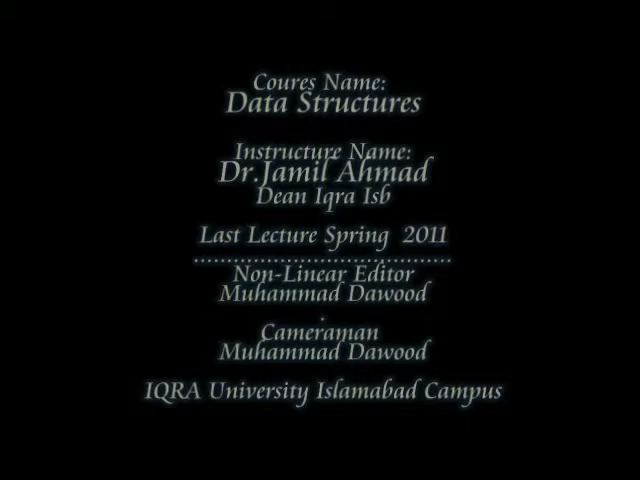 Coures Name:
Data Structures
Instructure Name:
Dr.Jamil Ahmad
Dean Iqra Isb
Last Lecture Spring 2011
.......................................
Non-Linear Editor
Muhammad Dawood
.
Cameraman
Muhammad Dawood
IQRA University Islamabad Campus